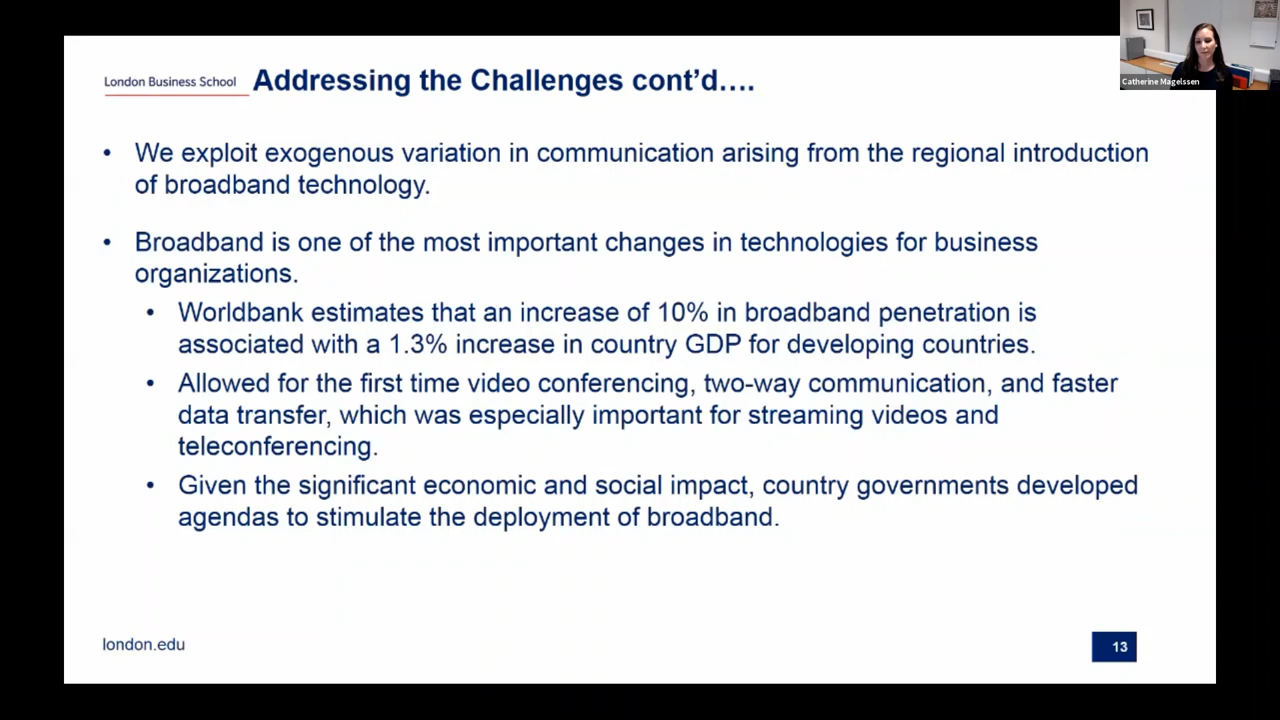 London Business School
Addressing the Challenges cont'd....
Catherine Magelssen
• We exploit exogenous variation in communication arising from the regional introduction
of broadband technology.
• Broadband is one of the most important changes in technologies for business
organizations.
• Worldbank estimates that an increase of 10% in broadband penetration is
associated with a 1.3% increase in country GDP for developing countries.
• Allowed for the first time video conferencing, two-way communication, and faster
data transfer, which was especially important for streaming videos and
teleconferencing.
• Given the significant economic and social impact, country governments developed
agendas to stimulate the deployment of broadband.
london.edu
13